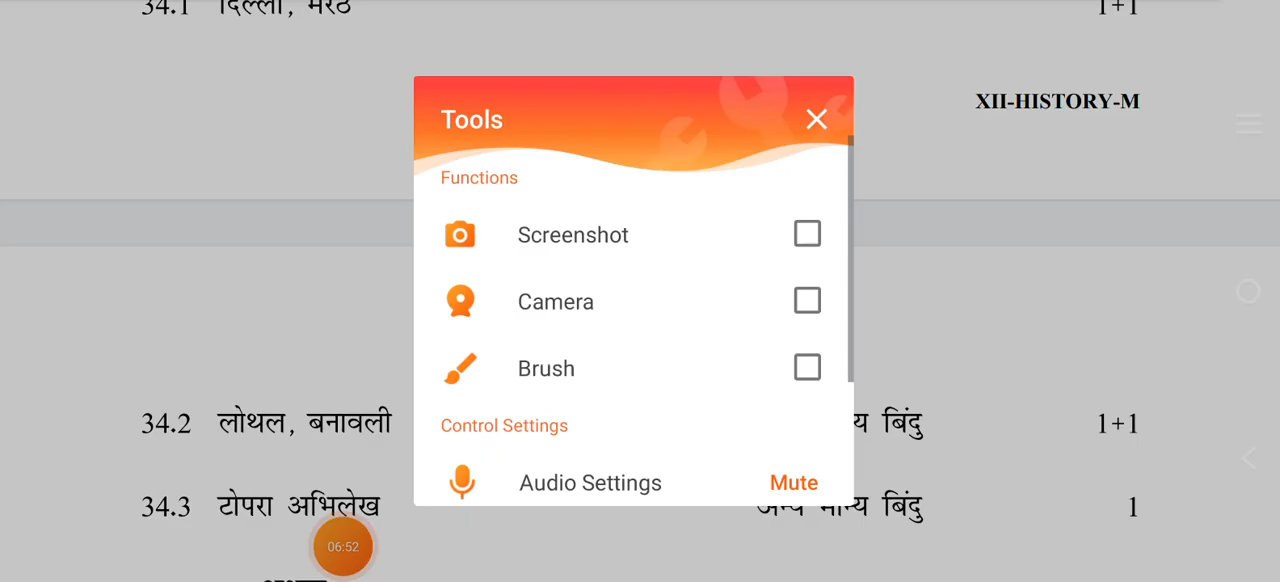 34.1 दिल्ली, मेरठ 1+1
XII-HISTORY-M
Tools
Functions
Screenshot
Camera
Brush
Control Settings
Audio Settings Mute
34.2 लोथल, बनावली बिंदु 1+1
34.3 टोपरा अभिलेख अन्य मान्य बिंदु 1
06:52